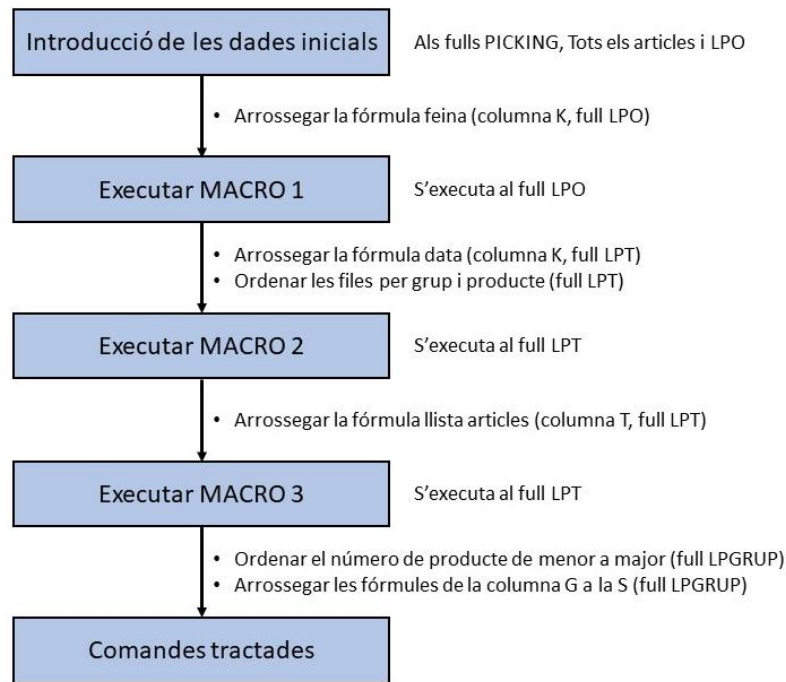 Introducció de les dades inicials
Als fulls PICKING, Tots els articles i LPO
• Arrossegar la fórmula feina (columna K, full LPO)
Executar MACRO 1
S’executa al full LPO
• Arrossegar la fórmula data (columna K, full LPT)
• Ordenar les files per grup i producte (full LPT)
Executar MACRO 2
S’executa al full LPT
• Arrossegar la fórmula llista articles (columna T, full LPT)
Executar MACRO 3
S’executa al full LPT
• Ordenar el número de producte de menor a major (full LPGRUP)
• Arrossegar les fórmules de la columna G a la S (full LPGRUP)
Comandes tractades